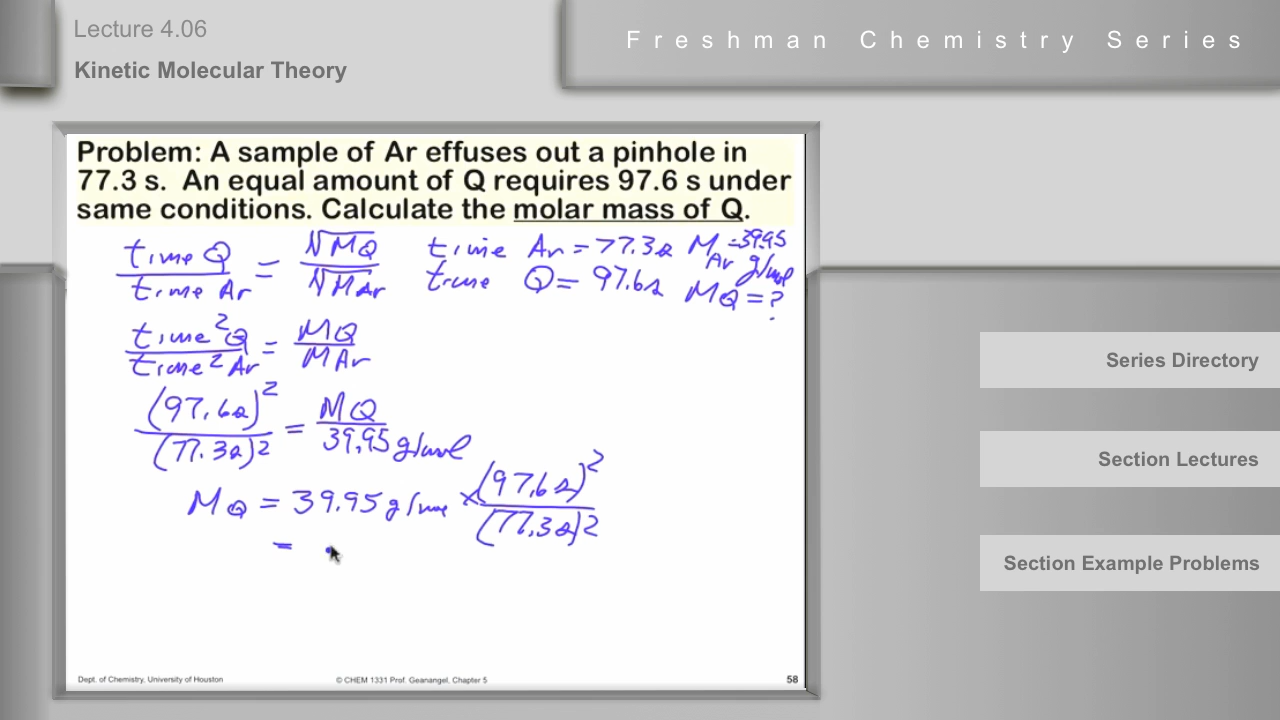 Lecture 4.06
Kinetic Molecular Theory
Freshman Chemistry Series
Problem: A sample of Ar effuses out a pinhole in
77.3 s. An equal amount of Q requires 97.6 s under
same conditions. Calculate the molar mass of Q.
time Q / time Ar = √MQ / √MAr
time Ar = 77.3s MAr = 39.95 g/mol
time Q = 97.6s MQ = ?
time² Q / time² Ar = MQ / MAr
(97.6s)² / (77.3s)² = MQ / 39.95 g/mol
MQ = 39.95 g/mol × (97.6s)² / (77.3s)²
=
Series Directory
Section Lectures
Section Example Problems
Dept. of Chemistry, University of Houston
© CHEM 1331 Prof. Geanangel, Chapter 5
58